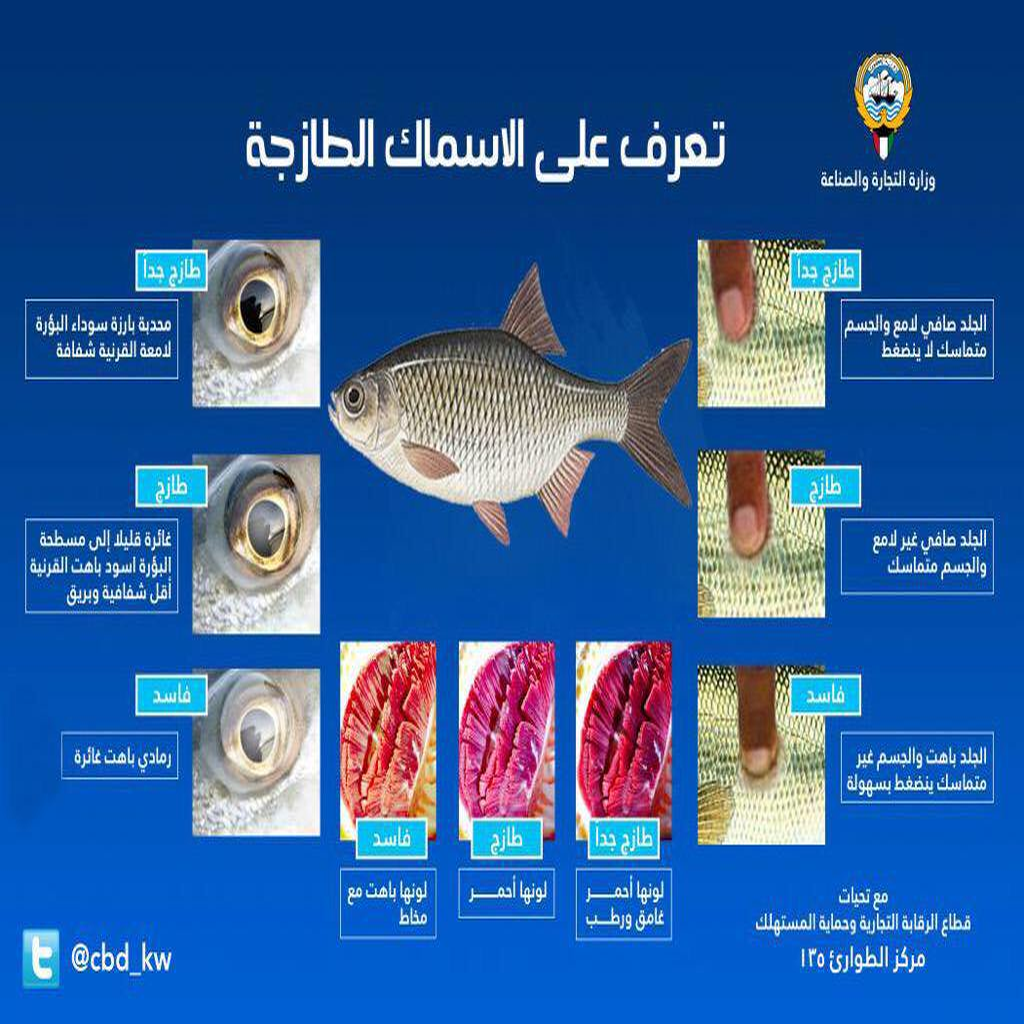 وزارة التجارة والصناعة
تعرف على الاسماك الطازجة
طازج جداً
الجلد صافي لامع والجسم
متماسك لا ينضغط
طازج
الجلد صافي غير لامع
والجسم متماسك
فاسد
الجلد باهت والجسم غير
متماسك ينضغط بسهولة
طازج جداً
محدبة بارزة سوداء البؤرة
لامعة القرنية شفافة
طازج
غائرة قليلا إلى مسطحة
البؤرة اسود باهت القرنية
أقل شفافية وبريق
فاسد
رمادي باهت غائرة
طازج جداً
لونها أحمـــر
غامق ورطـب
طازج
لونها أحمـــر
فاسد
لونها باهت مع
مخاط
مع تحيات
قطاع الرقابة التجارية وحماية المستهلك
مركز الطوارئ ١٣٥
@cbd_kw